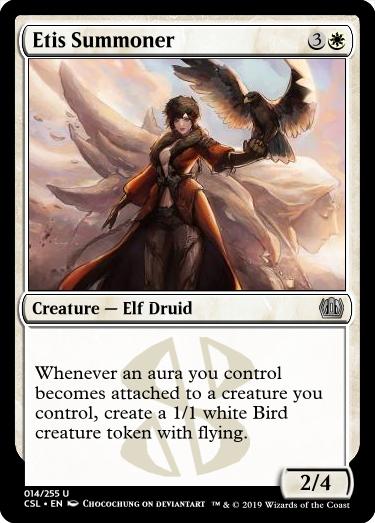 Etis Summoner 3
Creature — Elf Druid
Whenever an aura you control
becomes attached to a creature you
control, create a 1/1 white Bird
creature token with flying.
2/4
014/255 U
CSL • EN Chocochung on deviantart ™ & © 2019 Wizards of the Coast